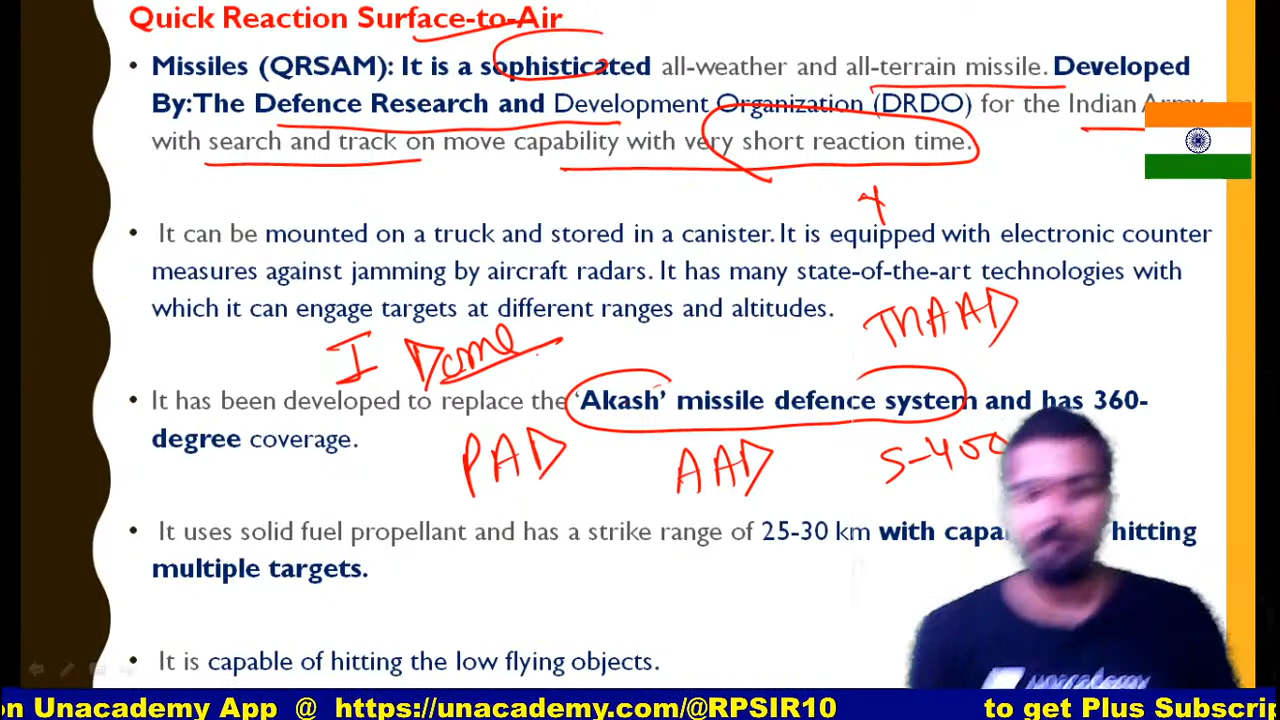 Quick Reaction Surface-to-Air
• Missiles (QRSAM): It is a sophisticated all-weather and all-terrain missile. Developed
By:The Defence Research and Development Organization (DRDO) for the Indian Army
with search and track on move capability with very short reaction time.
• It can be mounted on a truck and stored in a canister. It is equipped with electronic counter
measures against jamming by aircraft radars. It has many state-of-the-art technologies with
which it can engage targets at different ranges and altitudes.
THAAD
I Dome
• It has been developed to replace the ‘Akash’ missile defence system and has 360-
degree coverage.
PAD AAD S-400
• It uses solid fuel propellant and has a strike range of 25-30 km with hitting
multiple targets.
• It is capable of hitting the low flying objects.
unacademy
on Unacademy App @ https://unacademy.com/@RPSIR10 to get Plus Subscrip